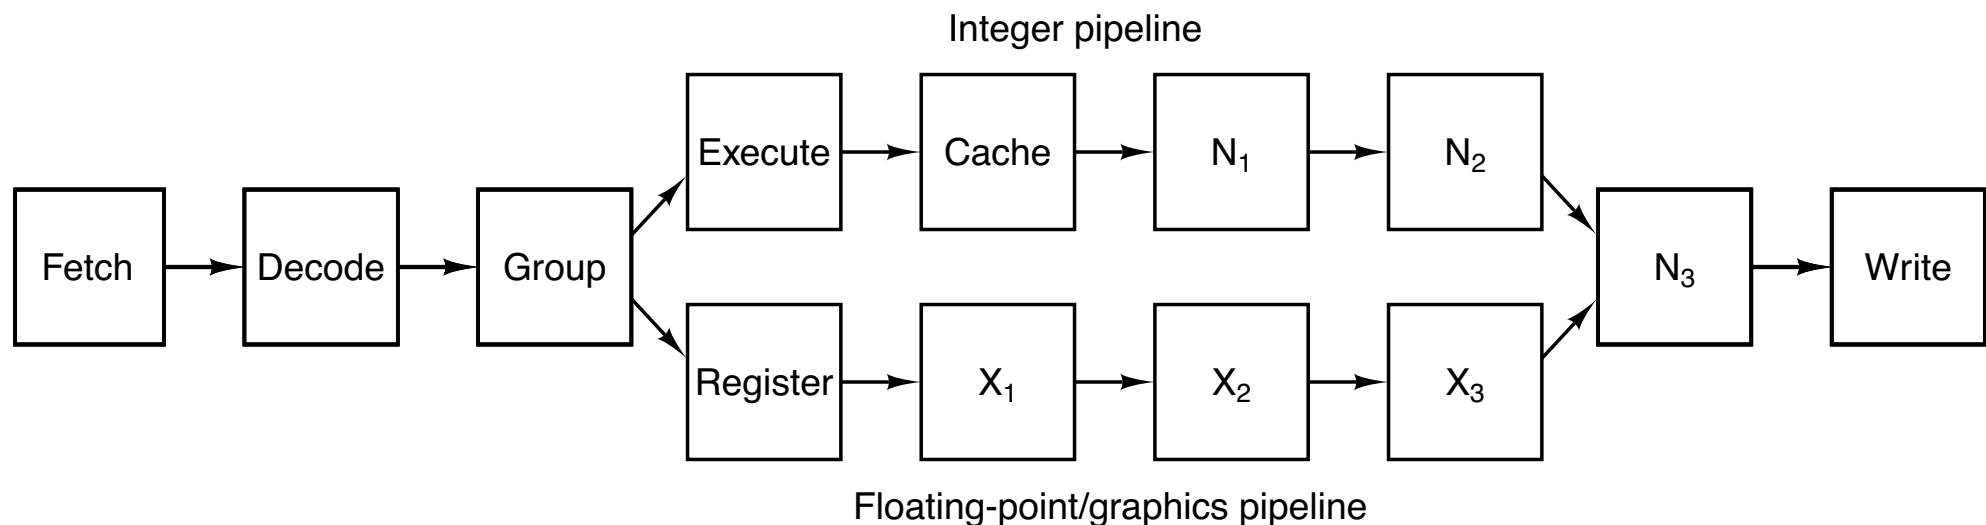 Integer pipeline
Execute
Cache
N₁
N₂
Fetch
Decode
Group
N₃
Write
Register
X₁
X₂
X₃
Floating-point/graphics pipeline